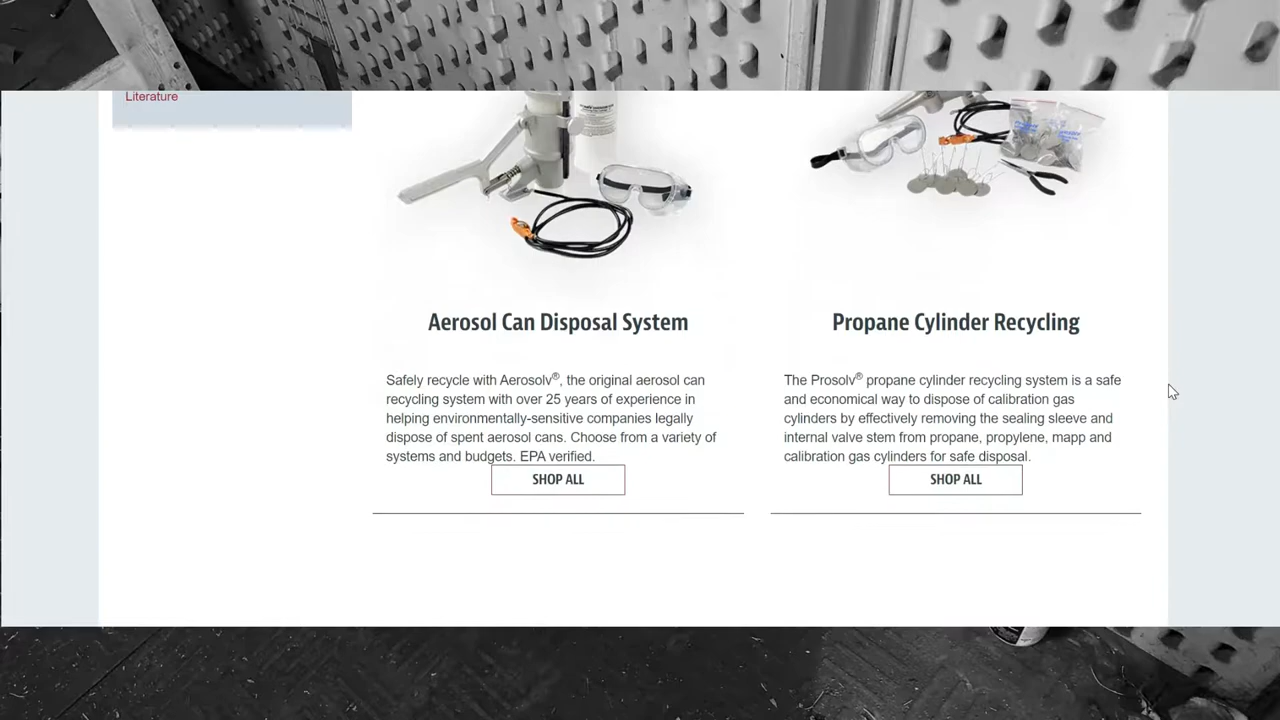 Literature
Aerosol Can Disposal System
Safely recycle with Aerosolv®, the original aerosol can
recycling system with over 25 years of experience in
helping environmentally-sensitive companies legally
dispose of spent aerosol cans. Choose from a variety of
systems and budgets. EPA verified.
SHOP ALL
Propane Cylinder Recycling
The Prosolv® propane cylinder recycling system is a safe
and economical way to dispose of calibration gas
cylinders by effectively removing the sealing sleeve and
internal valve stem from propane, propylene, mapp and
calibration gas cylinders for safe disposal.
SHOP ALL